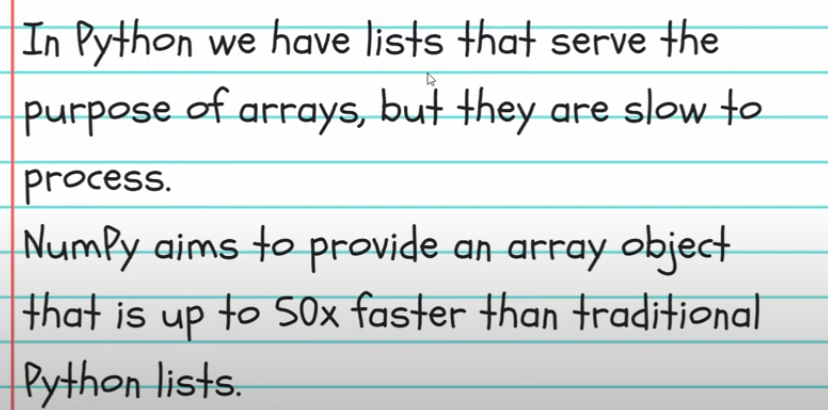 In Python we have lists that serve the
purpose of arrays, but they are slow to
process.
NumPy aims to provide an array object
that is up to 50x faster than traditional
Python lists.